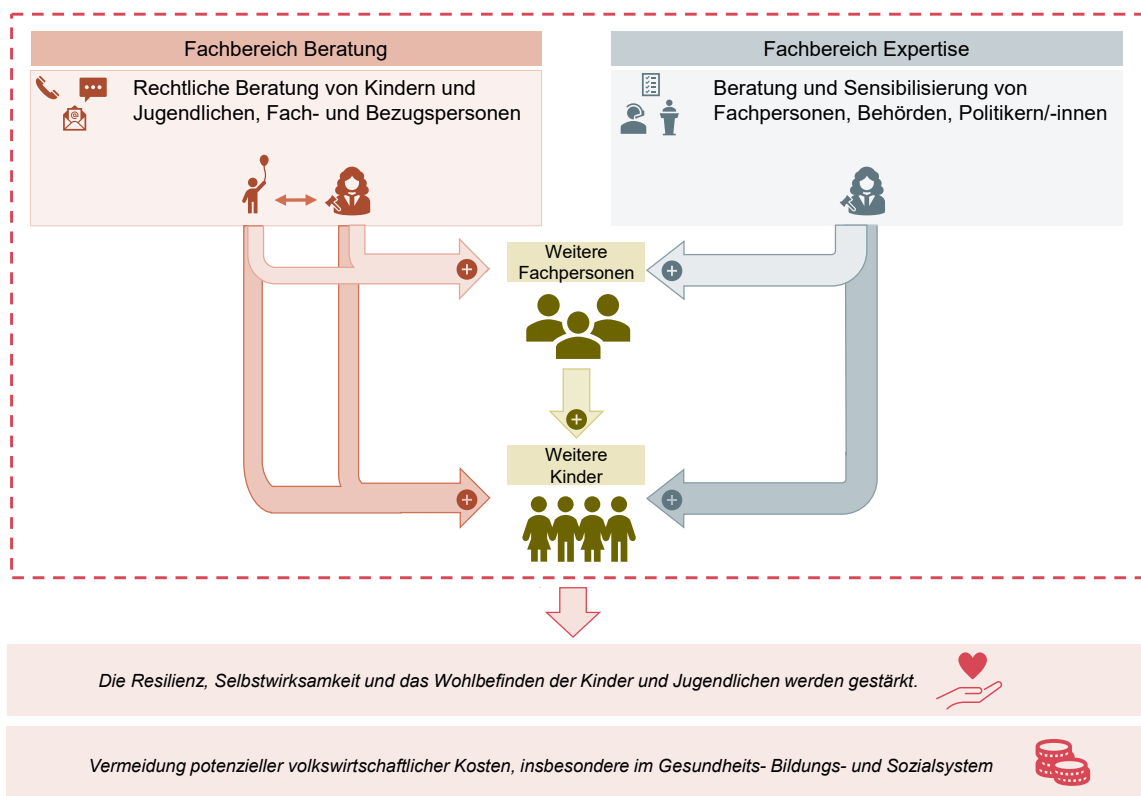 Fachbereich Beratung
Rechtliche Beratung von Kindern und
Jugendlichen, Fach- und Bezugspersonen
Fachbereich Expertise
Beratung und Sensibilisierung von
Fachpersonen, Behörden, Politikern/-innen
Weitere
Fachpersonen
Weitere
Kinder
Die Resilienz, Selbstwirksamkeit und das Wohlbefinden der Kinder und Jugendlichen werden gestärkt.
Vermeidung potenzieller volkswirtschaftlicher Kosten, insbesondere im Gesundheits- Bildungs- und Sozialsystem